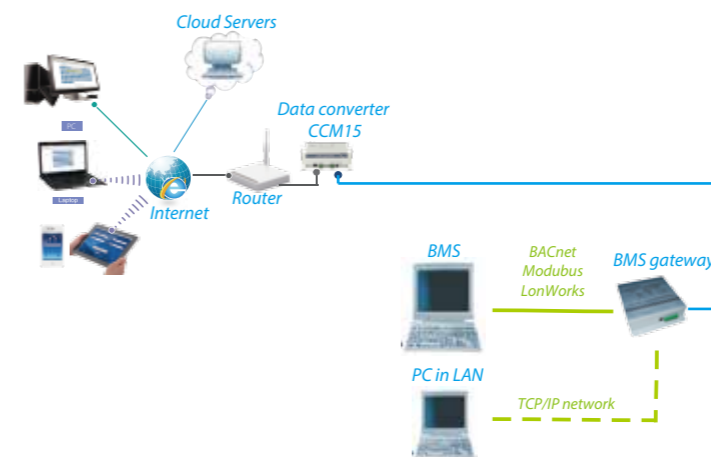 Cloud Servers
Data converter
CCM15
PC
Laptop
Internet
Router
BMS
BACnet
Modubus
LonWorks
BMS gateway
PC in LAN
TCP/IP network